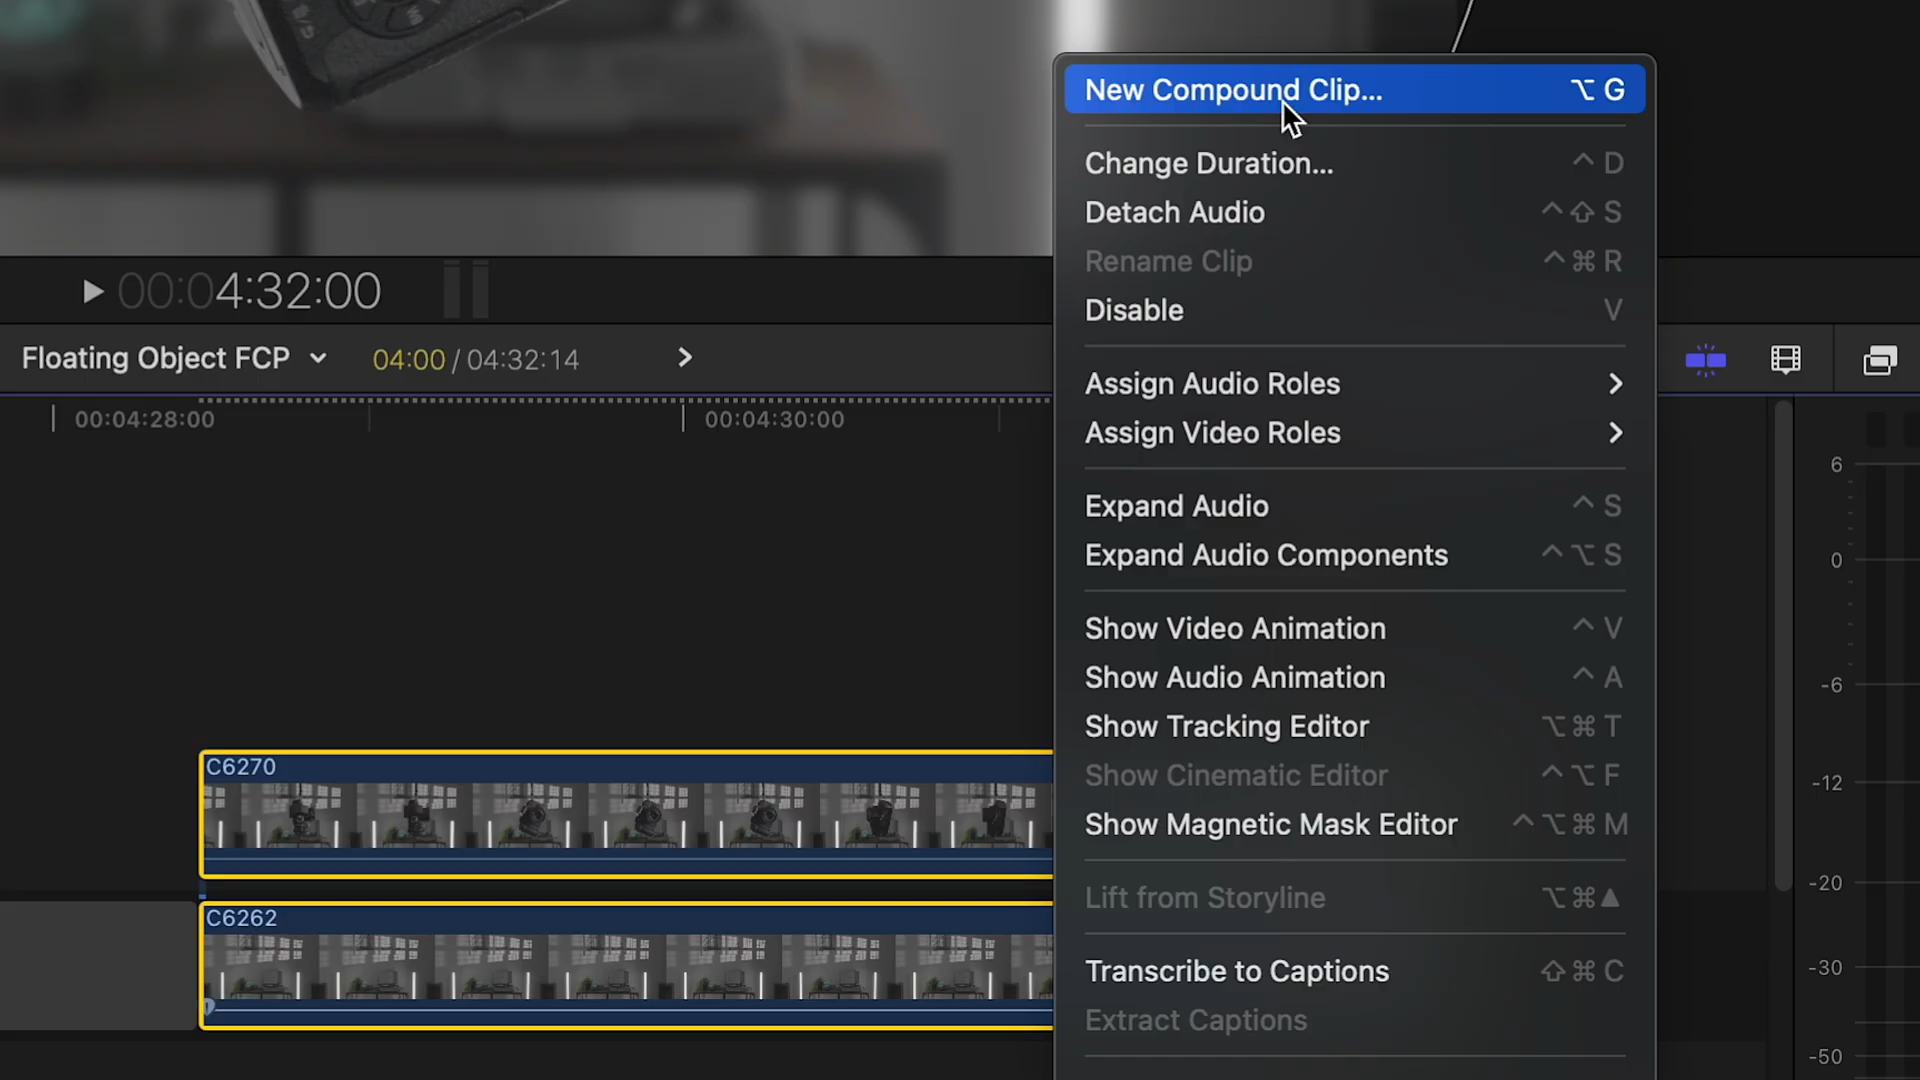 New Compound Clip... ⌥ G
Change Duration... ^ D
Detach Audio ^ ⇧ S
Rename Clip ^ ⌘ R
Disable V
Assign Audio Roles >
Assign Video Roles >
Expand Audio ^ S
Expand Audio Components ^ ⌥ S
Show Video Animation ^ V
Show Audio Animation ^ A
Show Tracking Editor ⌥ ⌘ T
Show Cinematic Editor ^ ⌥ F
Show Magnetic Mask Editor ^ ⌥ ⌘ M
Lift from Storyline ⌥ ⌘ ▲
Transcribe to Captions ⇧ ⌘ C
Extract Captions
00:04:32:00
Floating Object FCP 04:00 / 04:32:14
00:04:28:00 00:04:30:00
C6270
C6262
6
0
-6
-12
-20
-30
-50